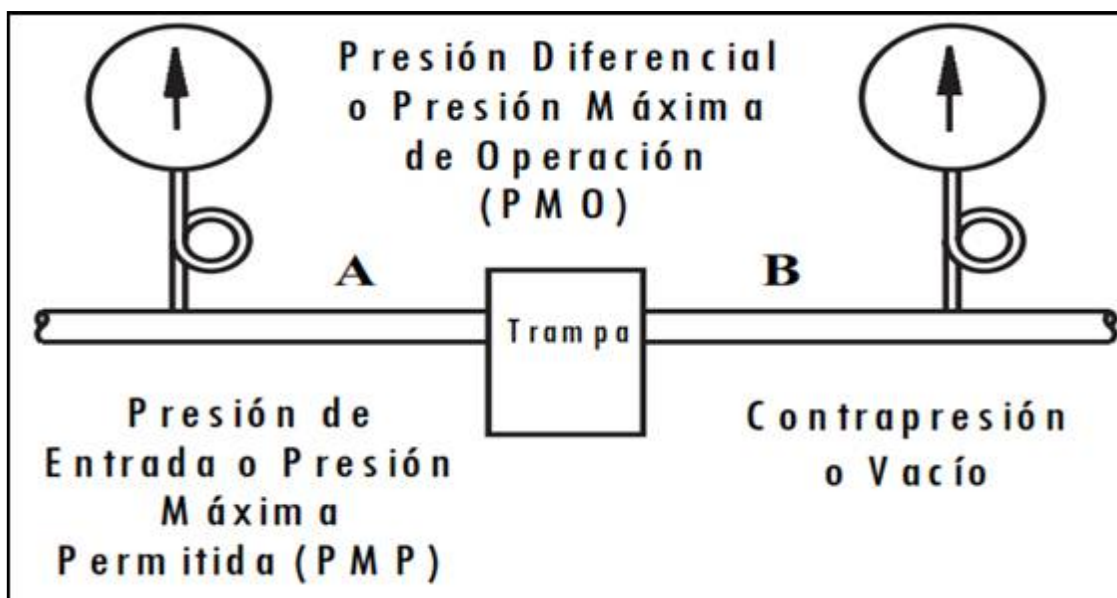 Presión Diferencial
o Presión Máxima
de Operación
(PMO)
A
B
Trampa
Presión de
Entrada o Presión
Máxima
Permitida (PMP)
Contrapresión
o Vacío